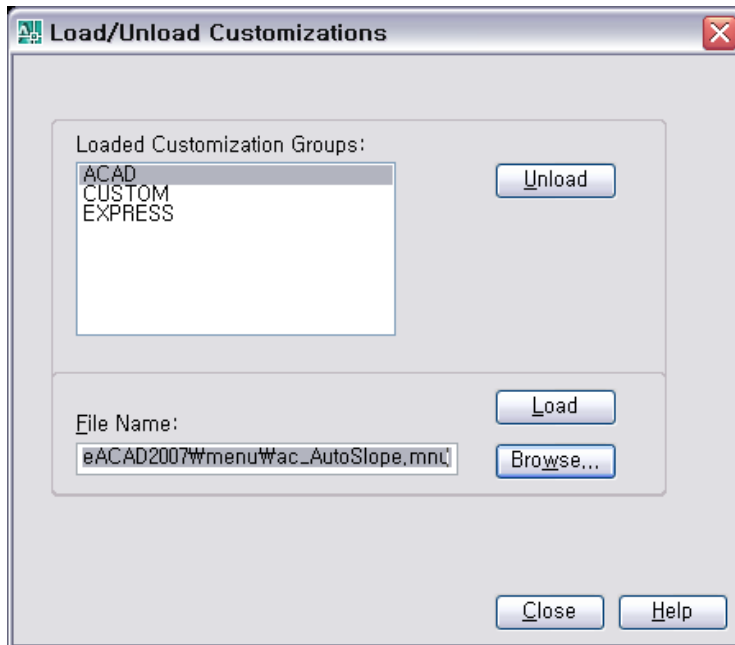 Load/Unload Customizations
Loaded Customization Groups:
ACAD
CUSTOM
EXPRESS
Unload
Load
File Name:
eACAD2007₩menu₩ac_AutoSlope.mnu
Browse...
Close
Help